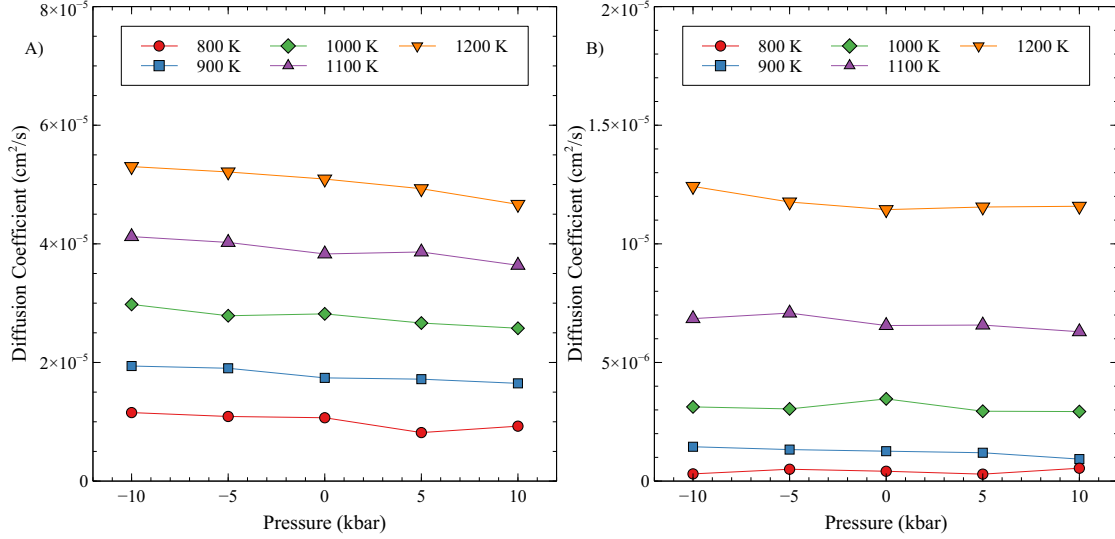 A)
800 K
1000 K
1200 K
900 K
1100 K
Diffusion Coefficient (cm²/s)
8×10⁻⁵
6×10⁻⁵
4×10⁻⁵
2×10⁻⁵
0
−10
−5
0
5
10
Pressure (kbar)
B)
800 K
1000 K
1200 K
900 K
1100 K
Diffusion Coefficient (cm²/s)
2×10⁻⁵
1.5×10⁻⁵
10⁻⁵
5×10⁻⁶
0
−10
−5
0
5
10
Pressure (kbar)